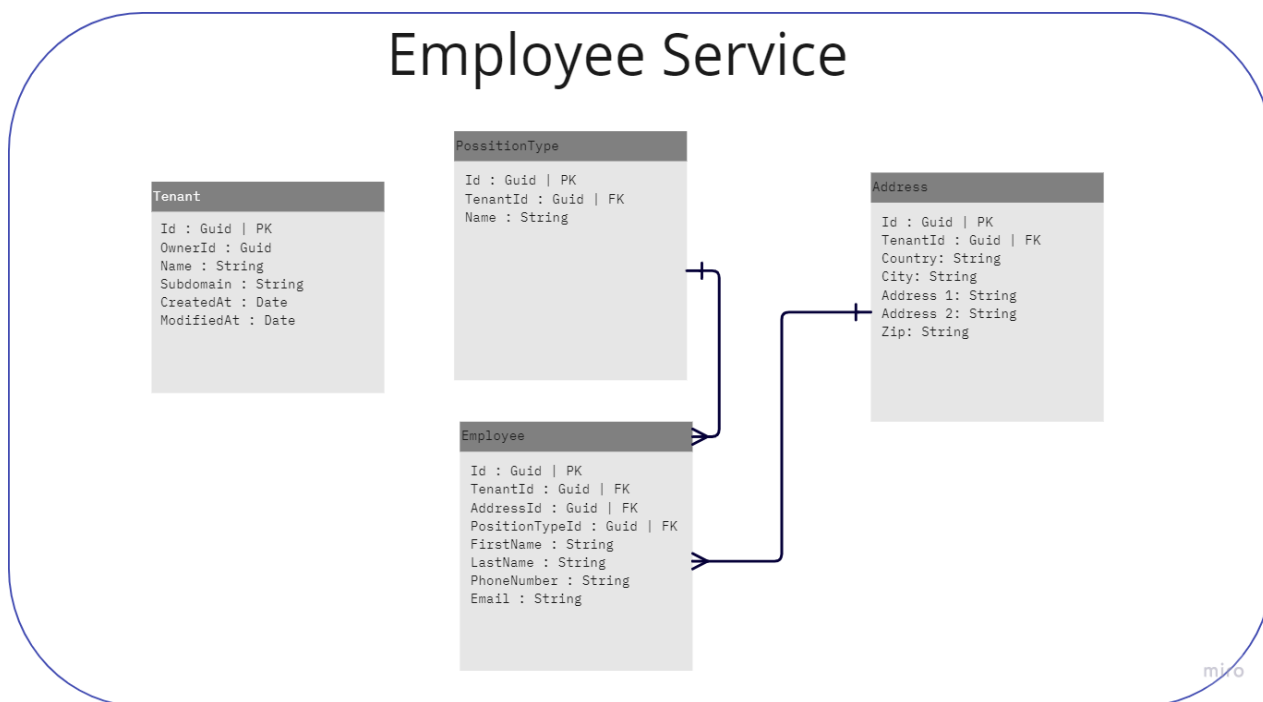 Employee Service
Tenant
Id : Guid | PK
OwnerId : Guid
Name : String
Subdomain : String
CreatedAt : Date
ModifiedAt : Date
PossitionType
Id : Guid | PK
TenantId : Guid | FK
Name : String
Address
Id : Guid | PK
TenantId : Guid | FK
Country: String
City: String
Address 1: String
Address 2: String
Zip: String
Employee
Id : Guid | PK
TenantId : Guid | FK
AddressId : Guid | FK
PositionTypeId : Guid | FK
FirstName : String
LastName : String
PhoneNumber : String
Email : String
miro